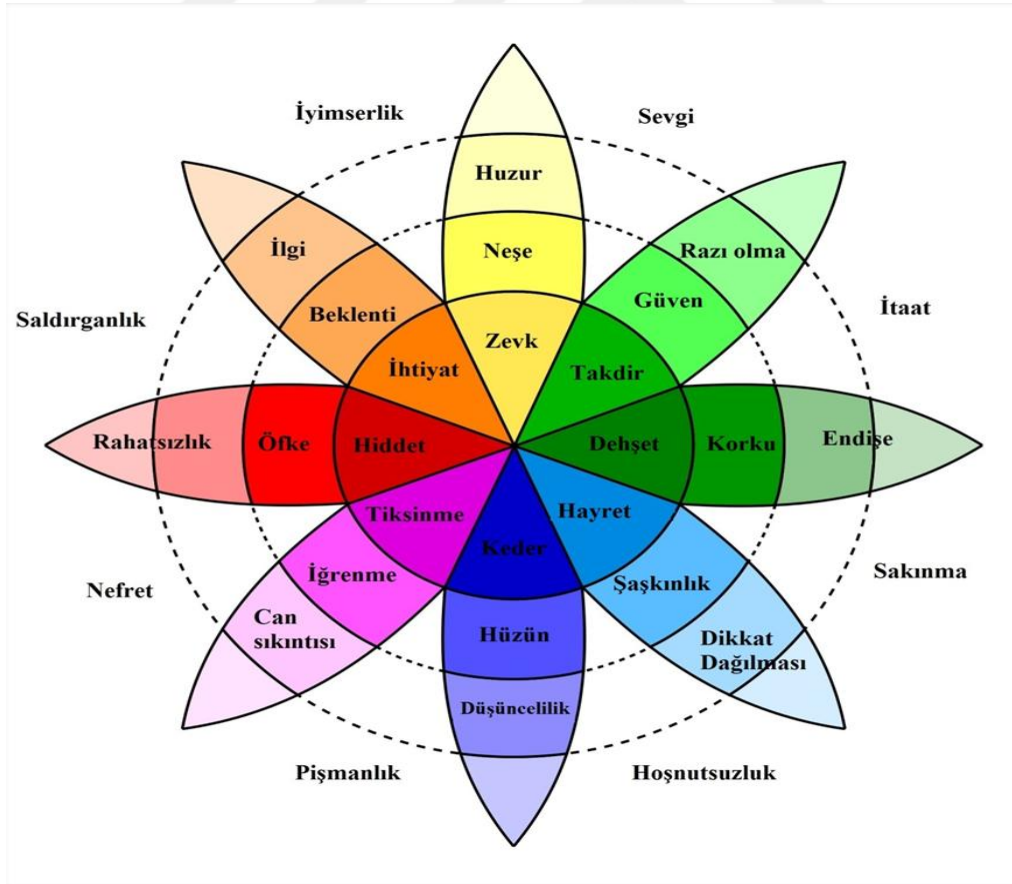 İyimserlik
Sevgi
Huzur
İlgi
Neşe
Razı olma
Güven
Beklenti
Saldırganlık
İtaat
İhtiyat
Zevk
Takdir
Rahatsızlık
Öfke
Hiddet
Dehşet
Korku
Endişe
Tiksinme
Hayret
Keder
İğrenme
Şaşkınlık
Nefret
Sakınma
Can
sıkıntısı
Hüzün
Dikkat
Dağılması
Düşüncelilik
Pişmanlık
Hoşnutsuzluk